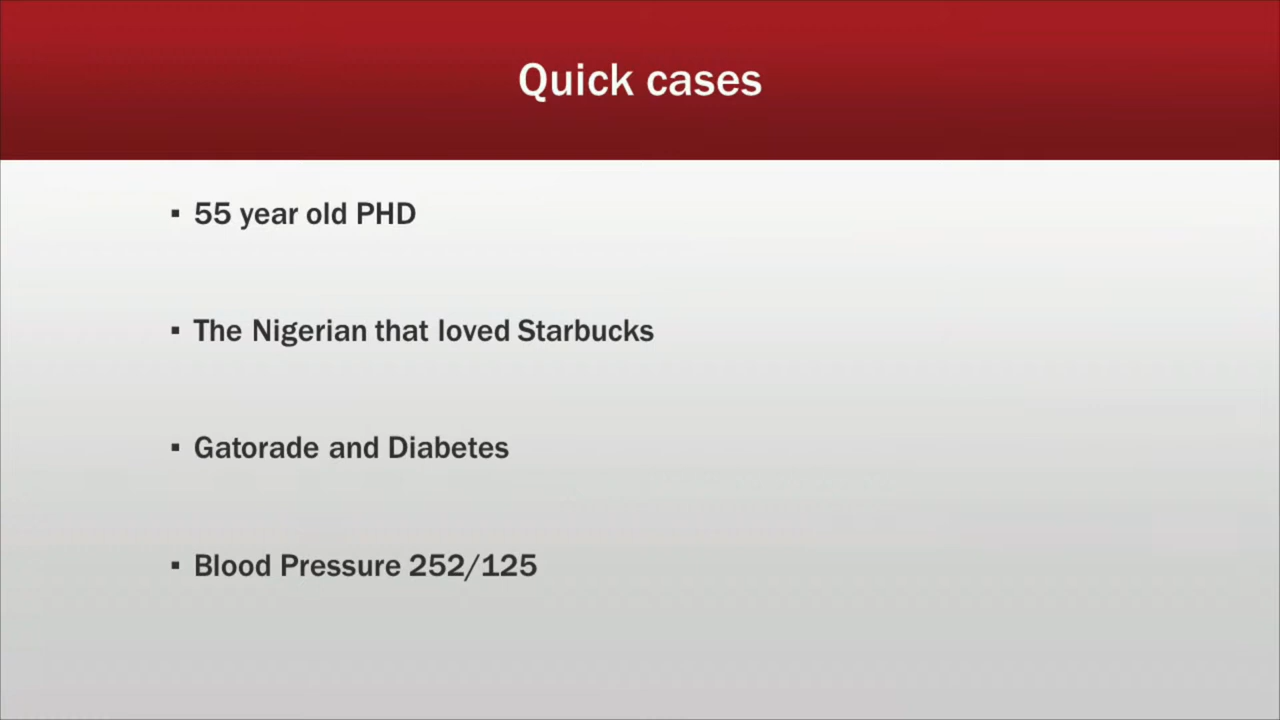 Quick cases
▪ 55 year old PHD
▪ The Nigerian that loved Starbucks
▪ Gatorade and Diabetes
▪ Blood Pressure 252/125